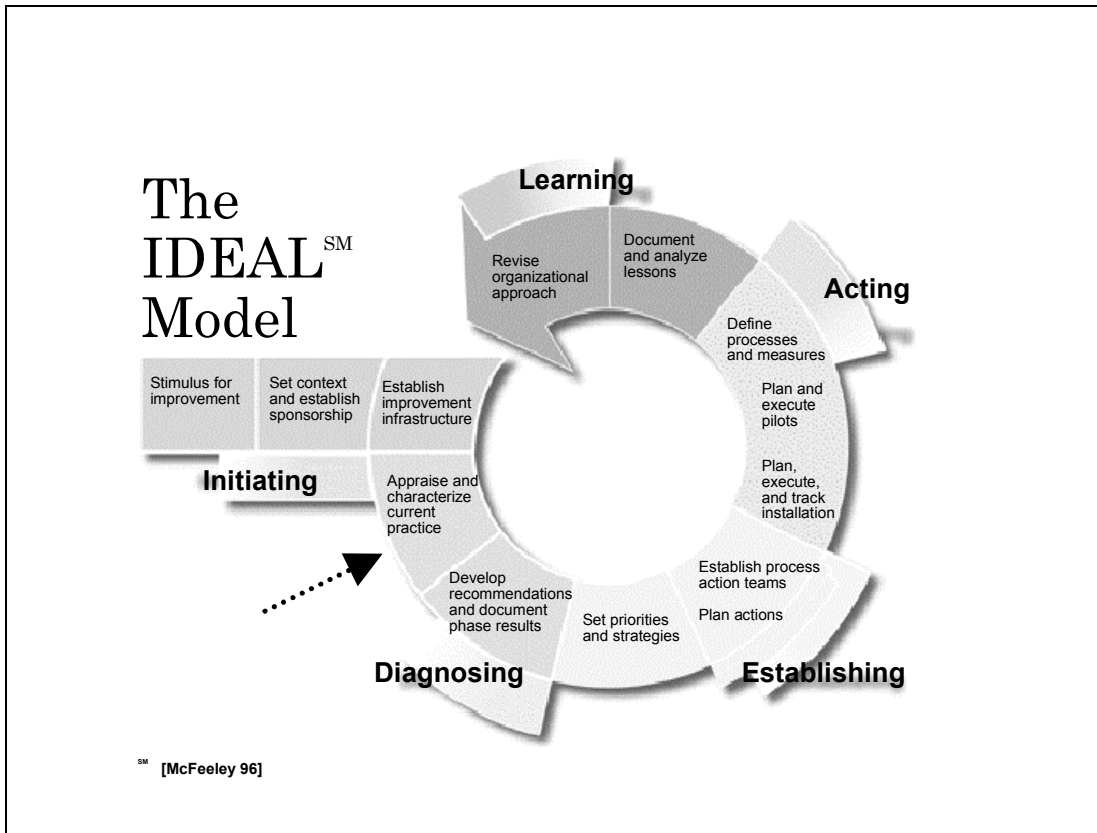 The
IDEAL℠
Model
Learning
Revise
organizational
approach
Document
and analyze
lessons
Acting
Define
processes
and measures
Plan and
execute
pilots
Plan,
execute,
and track
installation
Stimulus for
improvement
Set context
and establish
sponsorship
Establish
improvement
infrastructure
Initiating
Appraise and
characterize
current
practice
Develop
recommendations
and document
phase results
Diagnosing
Set priorities
and strategies
Establish process
action teams
Plan actions
Establishing
SM [McFeeley 96]